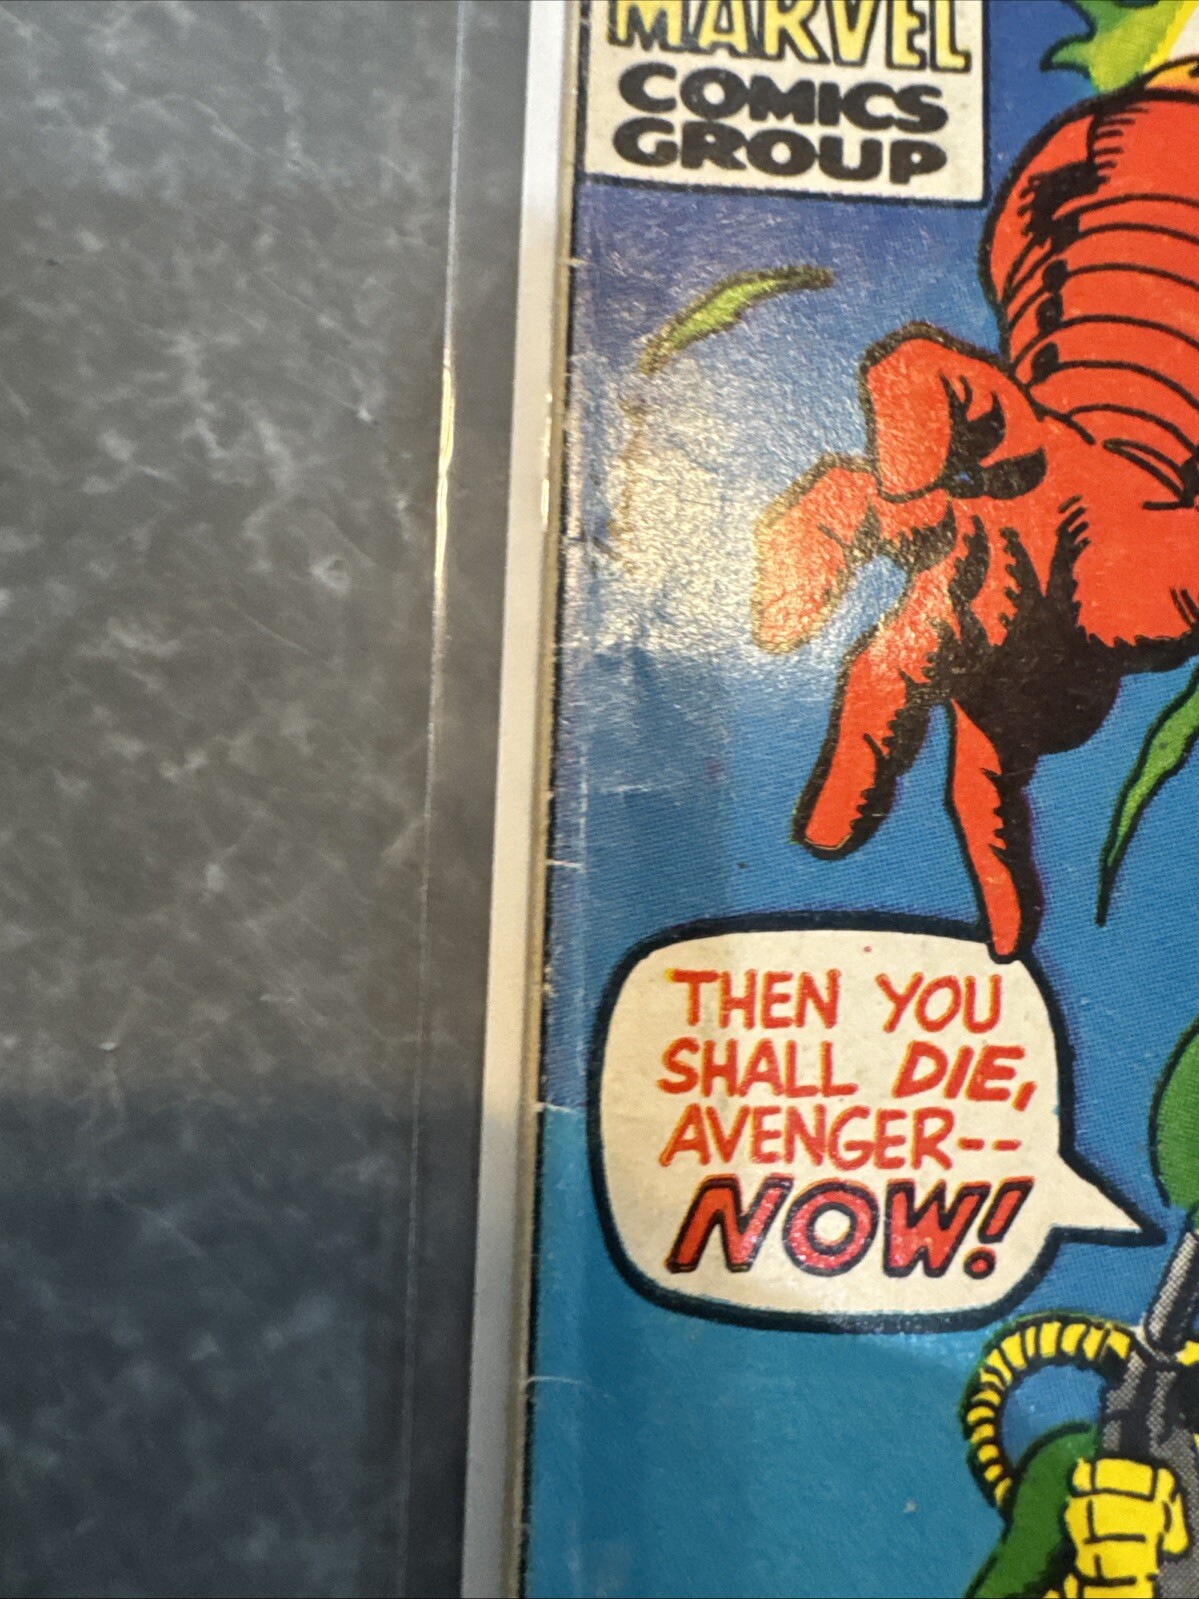 MARVEL
COMICS
GROUP
THEN YOU
SHALL DIE,
AVENGER--
NOW!